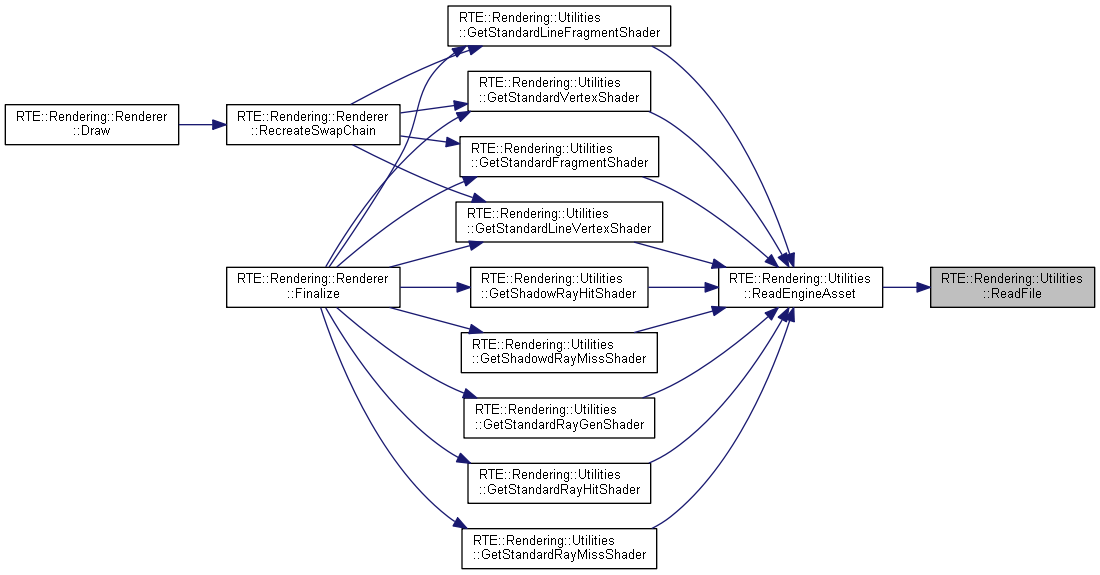 RTE::Rendering::Utilities
::GetStandardLineFragmentShader
RTE::Rendering::Utilities
::GetStandardVertexShader
RTE::Rendering::Renderer
::Draw
RTE::Rendering::Renderer
::RecreateSwapChain
RTE::Rendering::Utilities
::GetStandardFragmentShader
RTE::Rendering::Utilities
::GetStandardLineVertexShader
RTE::Rendering::Renderer
::Finalize
RTE::Rendering::Utilities
::GetShadowRayHitShader
RTE::Rendering::Utilities
::ReadEngineAsset
RTE::Rendering::Utilities
::ReadFile
RTE::Rendering::Utilities
::GetShadowdRayMissShader
RTE::Rendering::Utilities
::GetStandardRayGenShader
RTE::Rendering::Utilities
::GetStandardRayHitShader
RTE::Rendering::Utilities
::GetStandardRayMissShader